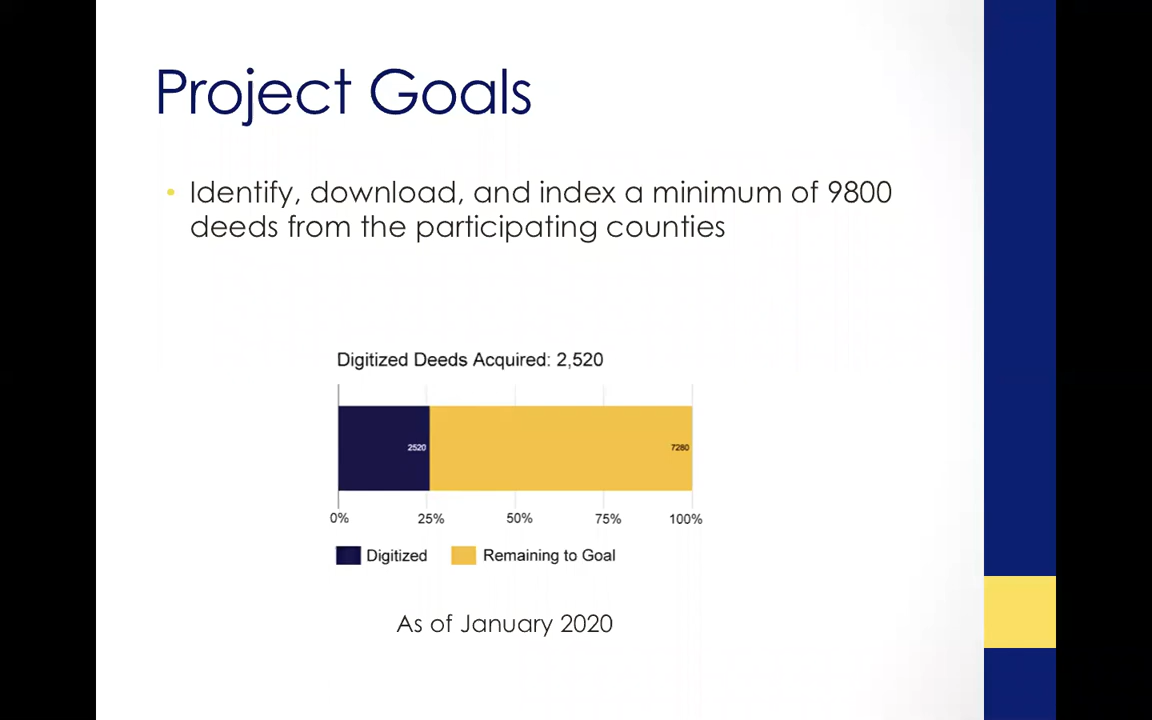 Project Goals
• Identify, download, and index a minimum of 9800
deeds from the participating counties
Digitized Deeds Acquired: 2,520
2520 7280
0% 25% 50% 75% 100%
Digitized Remaining to Goal
As of January 2020